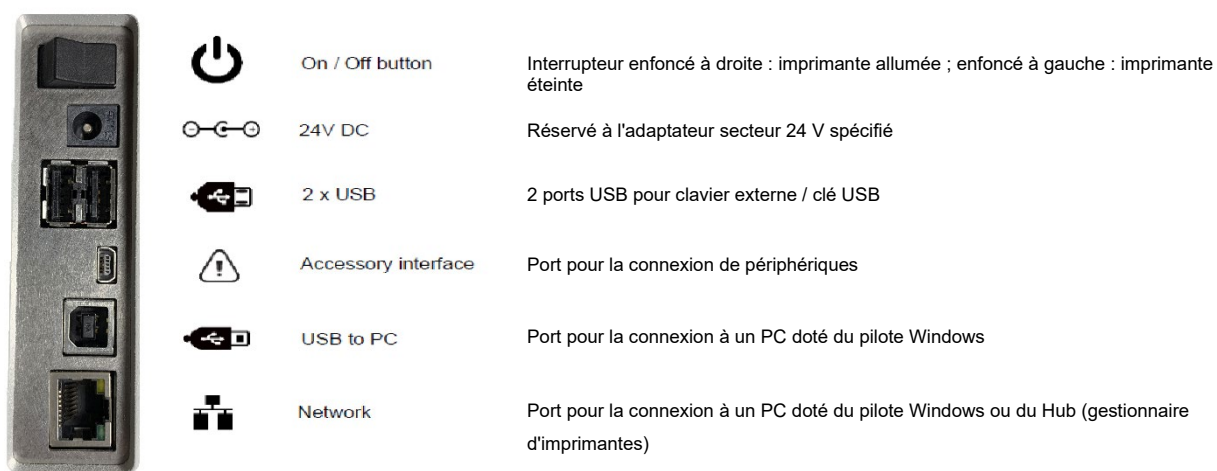 On / Off button
Interrupteur enfoncé à droite : imprimante allumée ; enfoncé à gauche : imprimante
éteinte
24V DC
Réservé à l'adaptateur secteur 24 V spécifié
2 x USB
2 ports USB pour clavier externe / clé USB
Accessory interface
Port pour la connexion de périphériques
USB to PC
Port pour la connexion à un PC doté du pilote Windows
Network
Port pour la connexion à un PC doté du pilote Windows ou du Hub (gestionnaire
d'imprimantes)